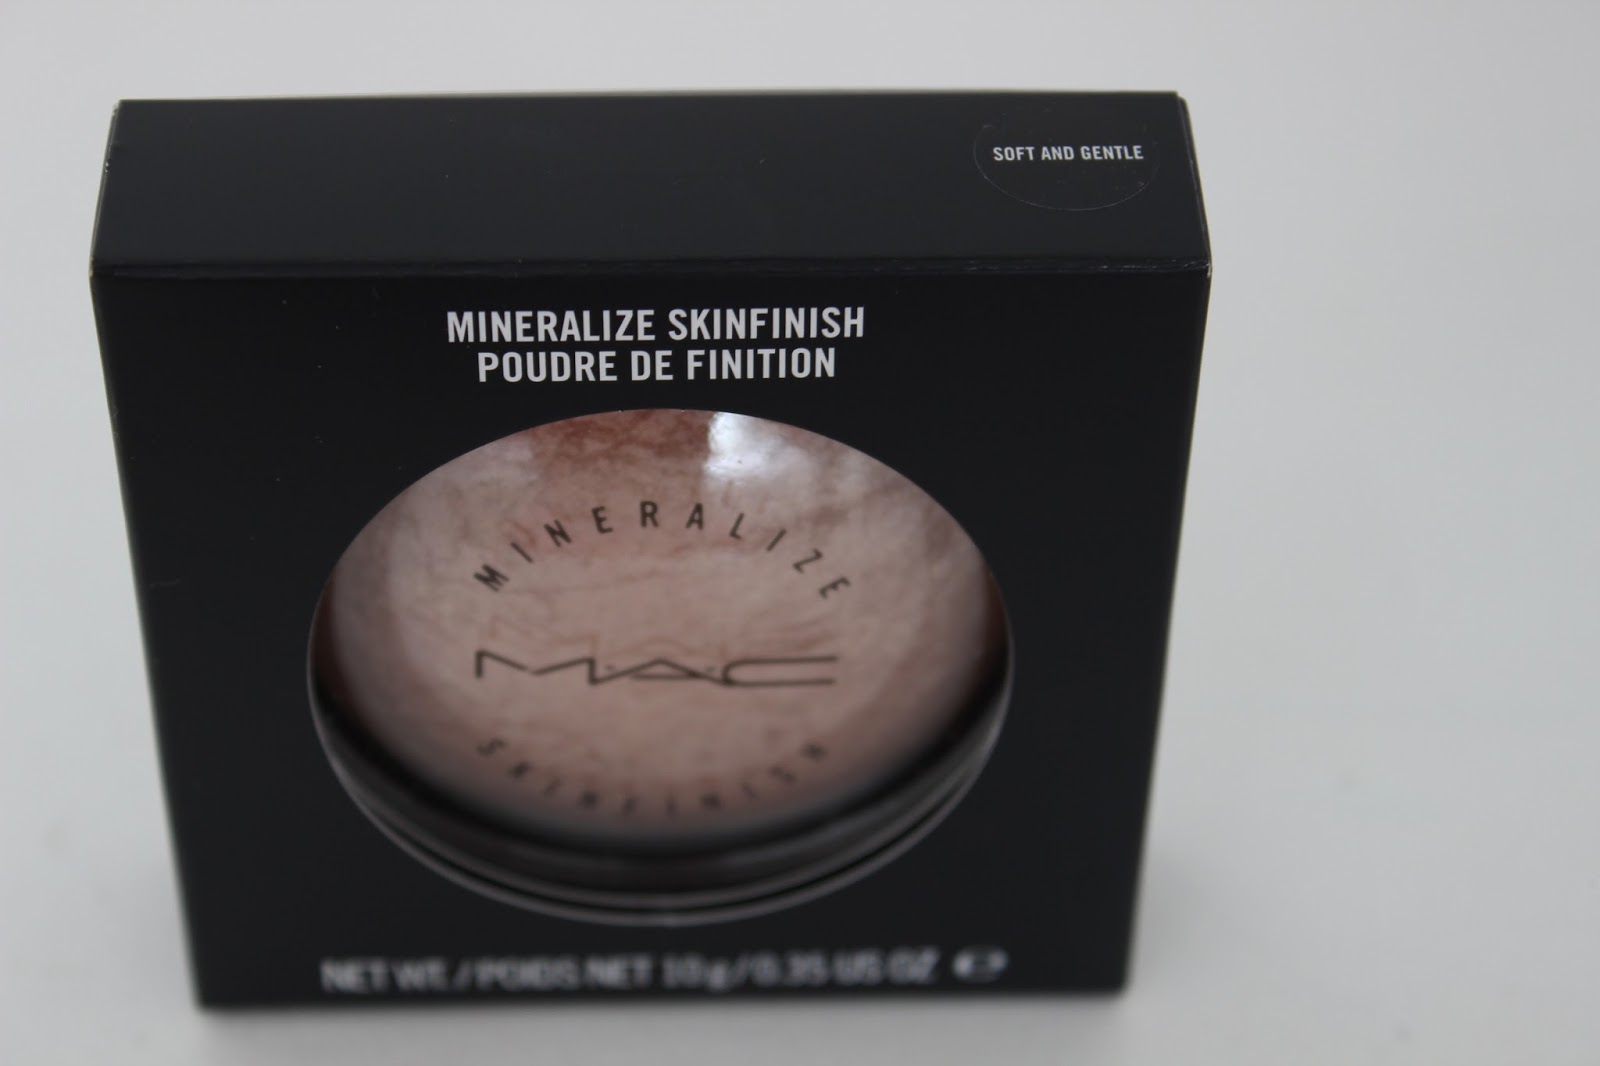 SOFT AND GENTLE
MINERALIZE SKINFINISH
POUDRE DE FINITION
MINERALIZE
M·A·C
SKINFINISH
NET WT. / POIDS NET 10 g / 0.35 US OZ ℮